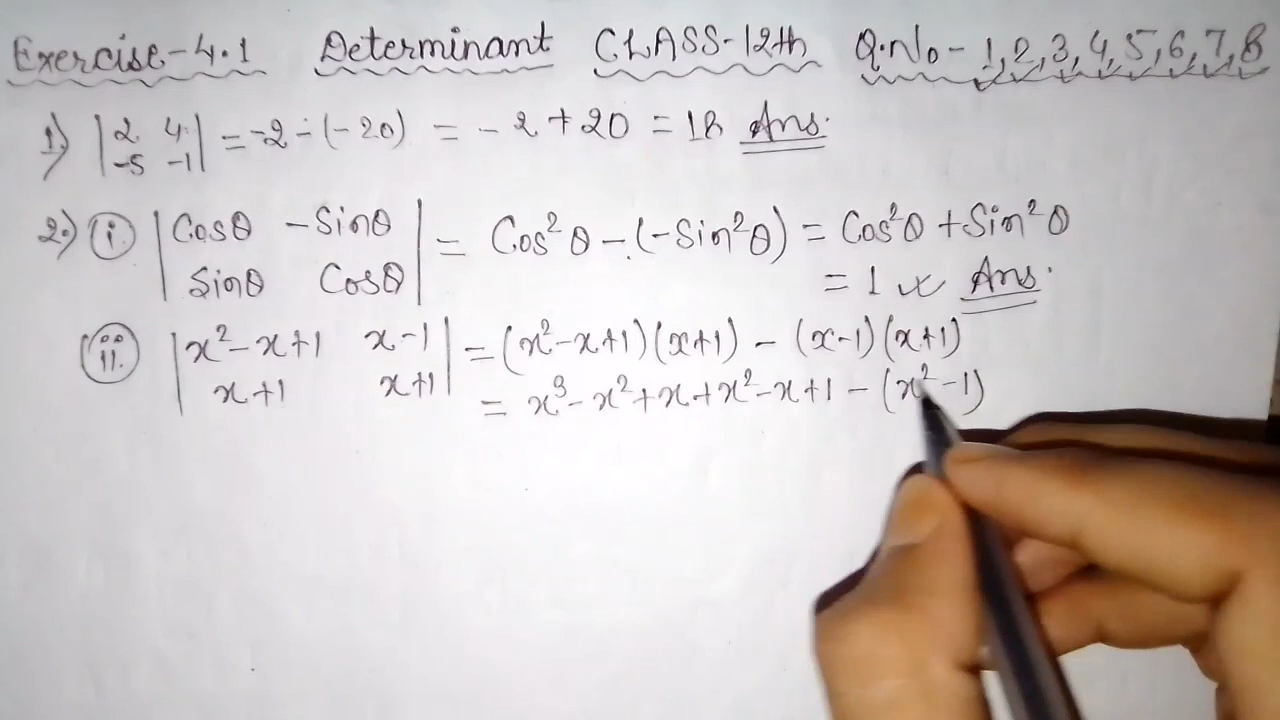 Exercise-4.1 Determinant CLASS-12th Q.No-1,2,3,4,5,6,7,8
1.) |2 4| = -2-(-20) = -2+20 = 18 Ans.
|-5 -1|
2.) (i.) |Cosθ -Sinθ| = Cos²θ-(-Sin²θ) = Cos²θ+Sin²θ
|Sinθ Cosθ| = 1 Ans.
(ii.) |x²-x+1 x-1| = (x²-x+1)(x+1) - (x-1)(x+1)
|x+1 x+1| = x³-x²+x+x²-x+1-(x²-1)